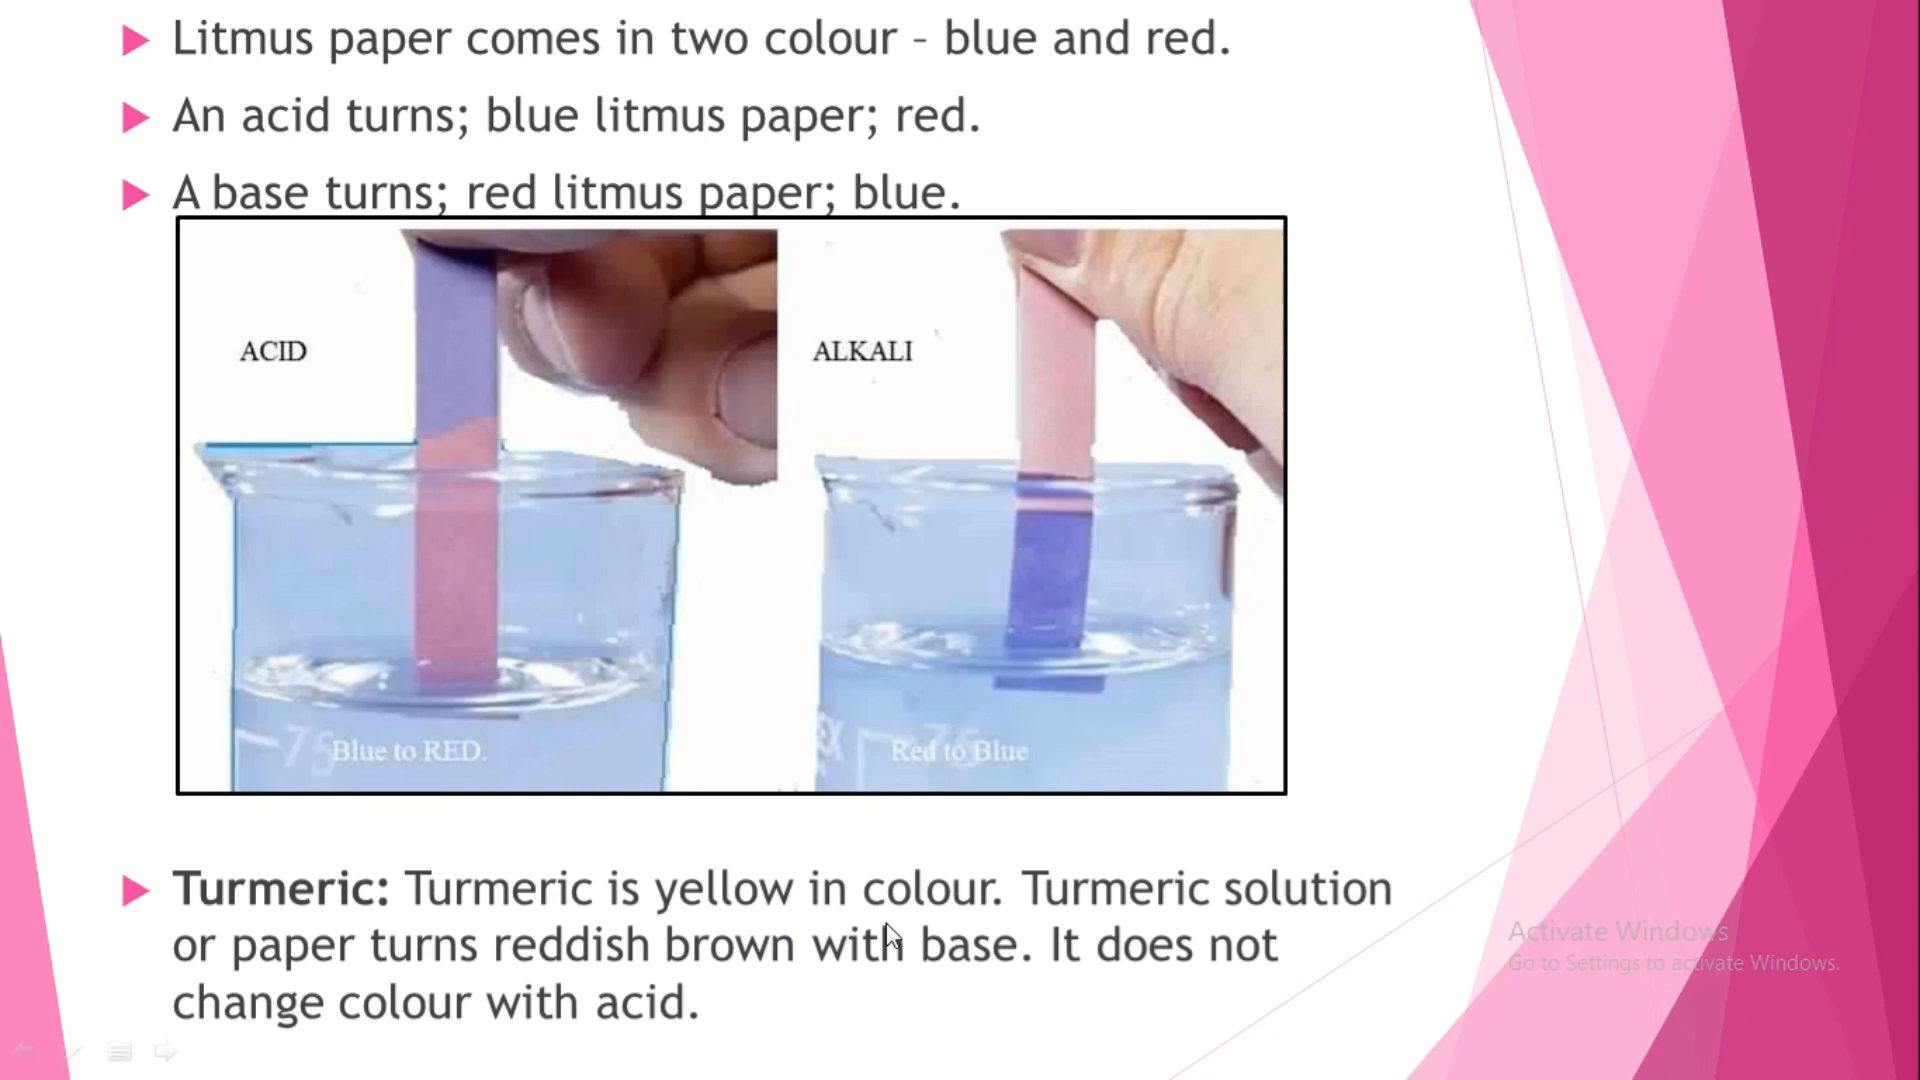 Litmus paper comes in two colour – blue and red.
An acid turns; blue litmus paper; red.
A base turns; red litmus paper; blue.
ACID
ALKALI
75
Blue to RED.
EX
75
Red to Blue
Turmeric: Turmeric is yellow in colour. Turmeric solution
or paper turns reddish brown with base. It does not
change colour with acid.
Activate Windows
Go to Settings to activate Windows.